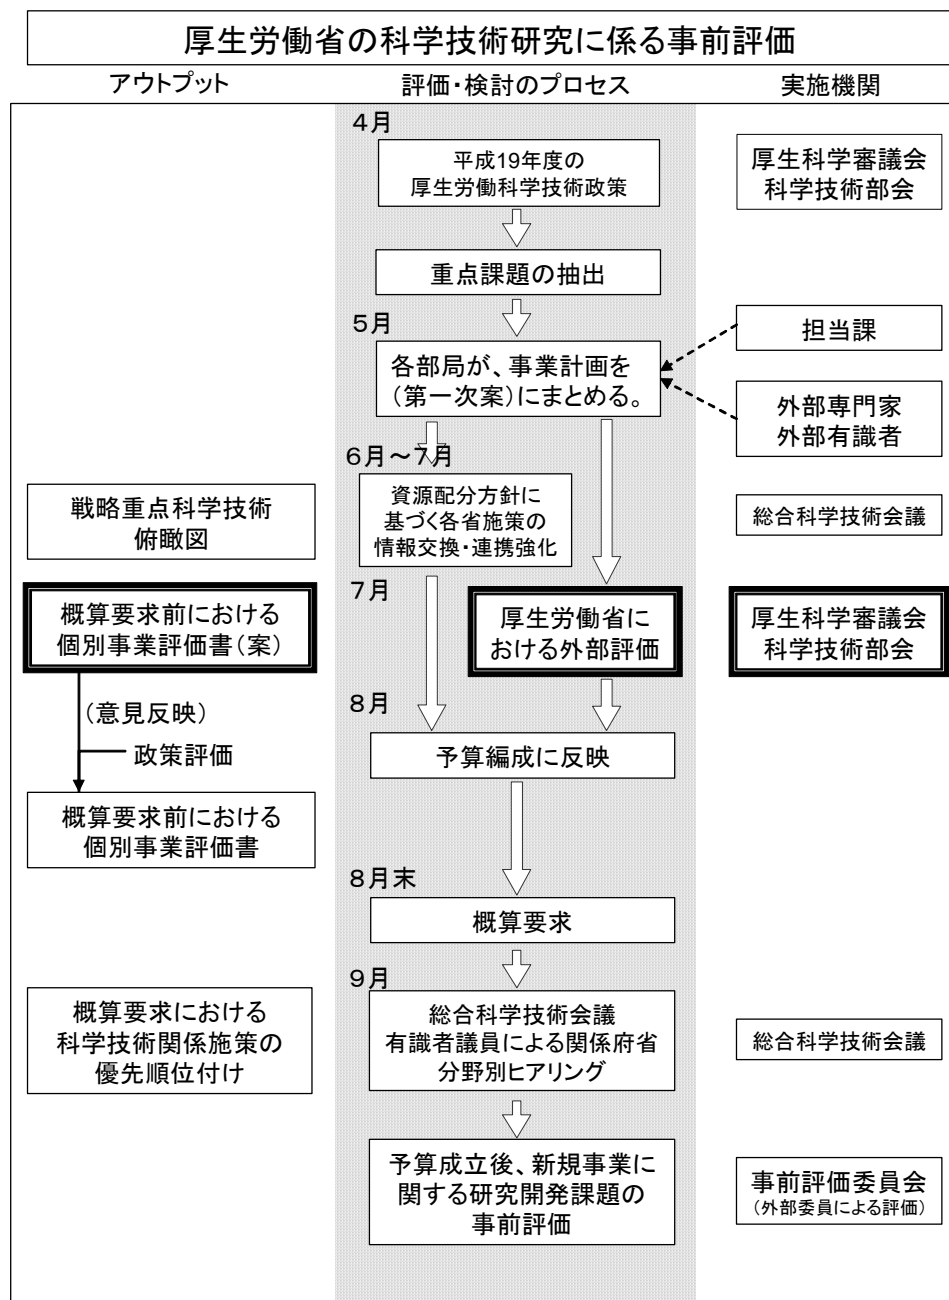 厚生労働省の科学技術研究に係る事前評価
アウトプット
評価・検討のプロセス
実施機関
4月
平成19年度の
厚生労働科学技術政策
厚生科学審議会
科学技術部会
重点課題の抽出
5月
担当課
各部局が、事業計画を
(第一次案)にまとめる。
外部専門家
外部有識者
6月～7月
戦略重点科学技術
俯瞰図
資源配分方針に
基づく各省施策の
情報交換・連携強化
総合科学技術会議
7月
概算要求前における
個別事業評価書(案)
厚生労働省に
おける外部評価
厚生科学審議会
科学技術部会
(意見反映)
政策評価
8月
予算編成に反映
概算要求前における
個別事業評価書
8月末
概算要求
9月
概算要求における
科学技術関係施策の
優先順位付け
総合科学技術会議
有識者議員による関係府省
分野別ヒアリング
総合科学技術会議
予算成立後、新規事業に
関する研究開発課題の
事前評価
事前評価委員会
(外部委員による評価)